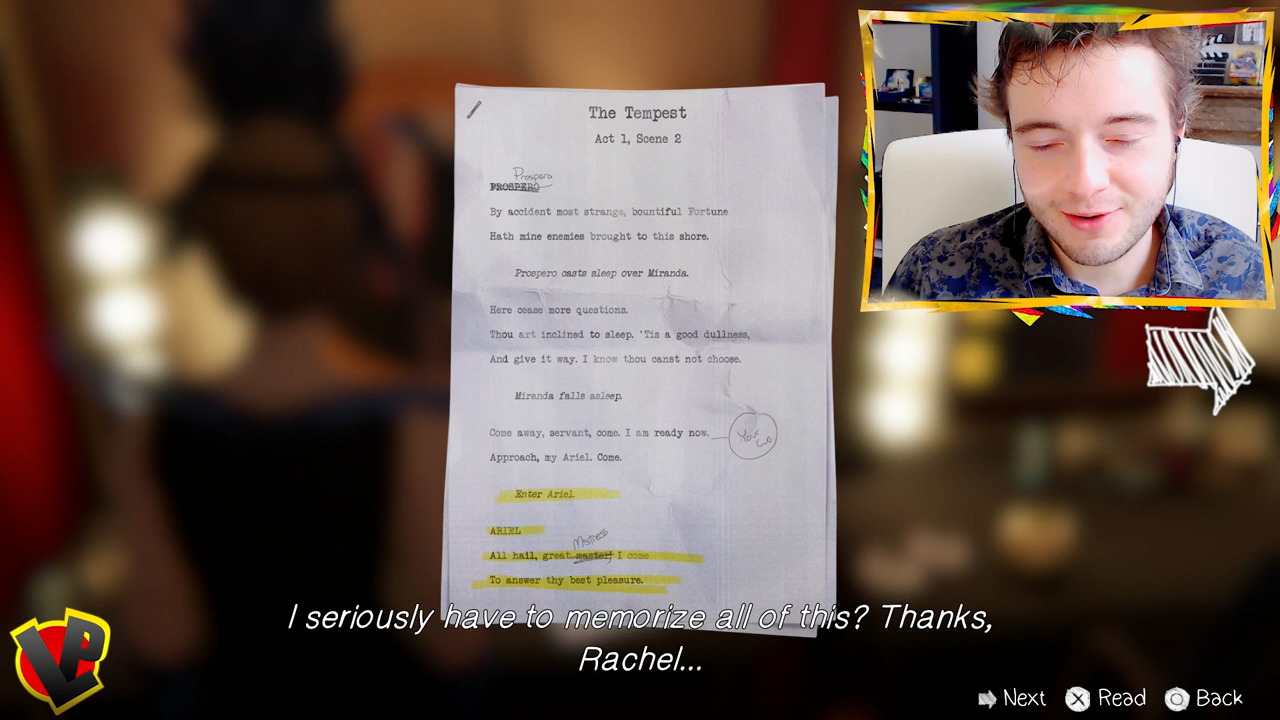 The Tempest
Act 1, Scene 2
Prospero
PROSPERO
By accident most strange, bountiful Fortune
Hath mine enemies brought to this shore.
Prospero casts sleep over Miranda.
Here cease more questions.
Thou art inclined to sleep. 'Tis a good dullness,
And give it way. I know thou canst not choose.
Miranda falls asleep.
Come away, servant, come. I am ready now.
Your
Approach, my Ariel. Come.
Enter Ariel.
ARIEL
Mistress
All hail, great master, I come
To answer thy best pleasure.
I seriously have to memorize all of this? Thanks,
Rachel...
LP
Next Read Back